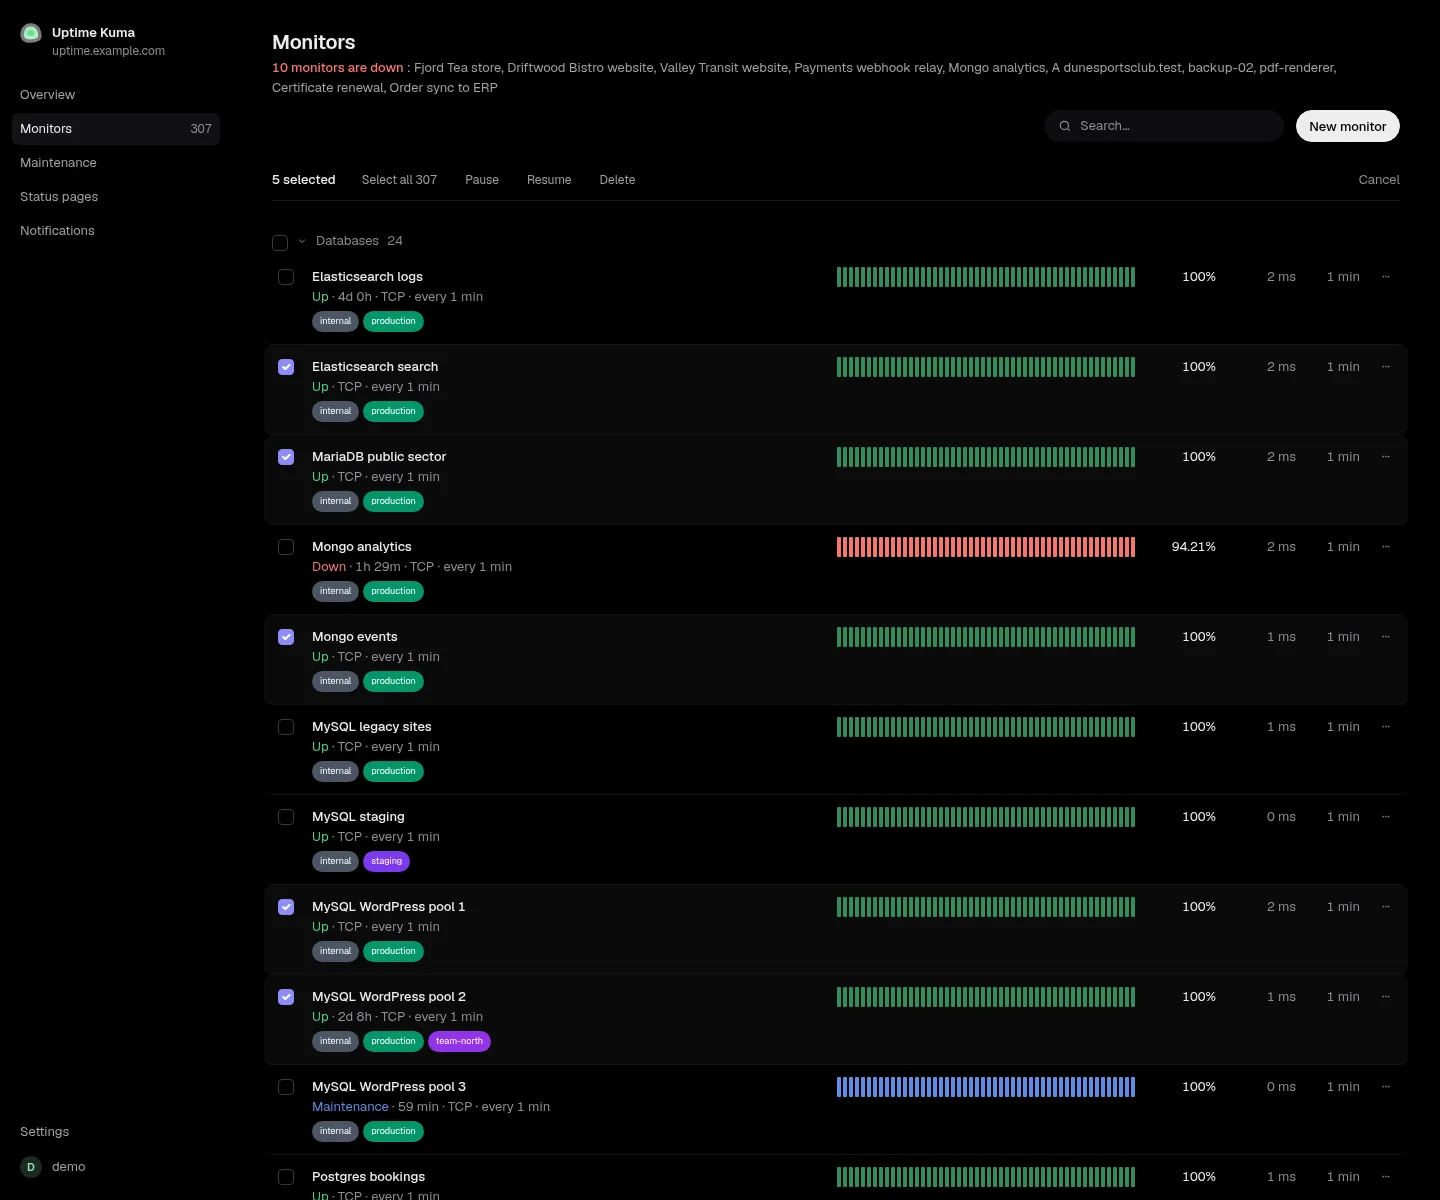 Uptime Kuma
uptime.example.com
Overview
Monitors 307
Maintenance
Status pages
Notifications
Settings
D demo
Monitors
10 monitors are down : Fjord Tea store, Driftwood Bistro website, Valley Transit website, Payments webhook relay, Mongo analytics, A dunesportsclub.test, backup-02, pdf-renderer,
Certificate renewal, Order sync to ERP
Search...
New monitor
5 selected Select all 307 Pause Resume Delete Cancel
Databases 24
Elasticsearch logs 100% 2 ms 1 min
Up · 4d 0h · TCP · every 1 min
internal production
Elasticsearch search 100% 2 ms 1 min
Up · TCP · every 1 min
internal production
MariaDB public sector 100% 2 ms 1 min
Up · TCP · every 1 min
internal production
Mongo analytics 94.21% 2 ms 1 min
Down · 1h 29m · TCP · every 1 min
internal production
Mongo events 100% 1 ms 1 min
Up · TCP · every 1 min
internal production
MySQL legacy sites 100% 1 ms 1 min
Up · TCP · every 1 min
internal production
MySQL staging 100% 0 ms 1 min
Up · TCP · every 1 min
internal staging
MySQL WordPress pool 1 100% 2 ms 1 min
Up · TCP · every 1 min
internal production
MySQL WordPress pool 2 100% 1 ms 1 min
Up · 2d 8h · TCP · every 1 min
internal production team-north
MySQL WordPress pool 3 100% 0 ms 1 min
Maintenance · 59 min · TCP · every 1 min
internal production
Postgres bookings 100% 1 ms 1 min
Up · TCP · every 1 min